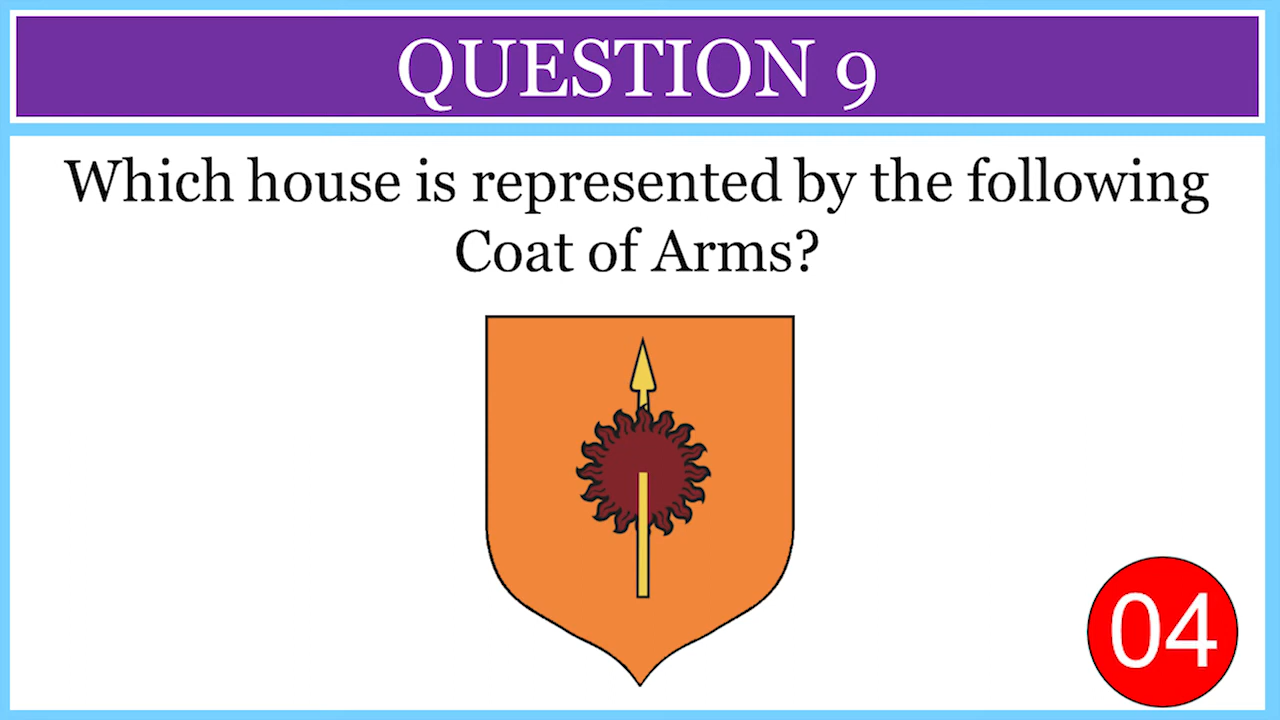 QUESTION 9
Which house is represented by the following
Coat of Arms?
04